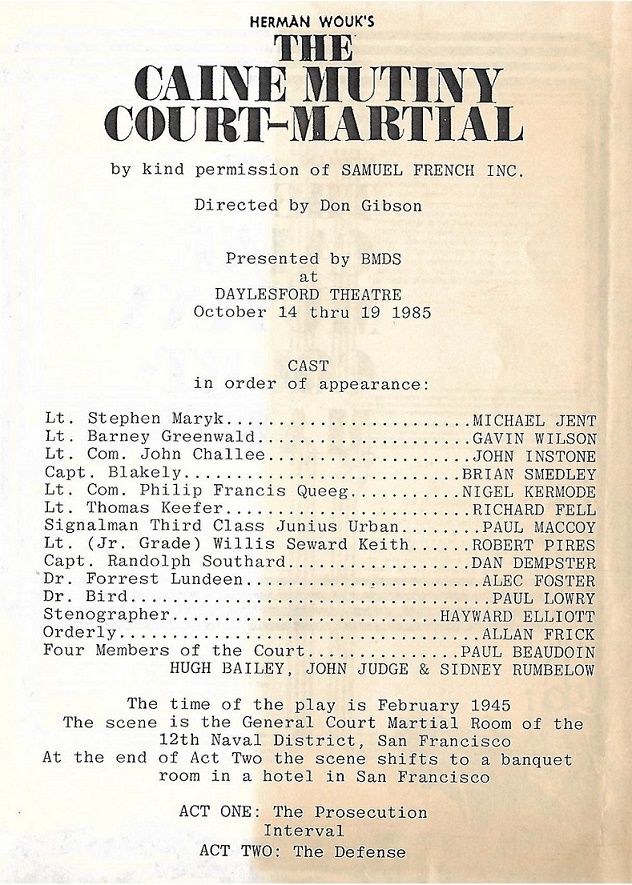 HERMAN WOUK'S
THE
CAINE MUTINY
COURT-MARTIAL
by kind permission of SAMUEL FRENCH INC.
Directed by Don Gibson
Presented by BMDS
at
DAYLESFORD THEATRE
October 14 thru 19 1985
CAST
in order of appearance:
Lt. Stephen Maryk.......................MICHAEL JENT
Lt. Barney Greenwald....................GAVIN WILSON
Lt. Com. John Challee...................JOHN INSTONE
Capt. Blakely..........................BRIAN SMEDLEY
Lt. Com. Philip Francis Queeg..........NIGEL KERMODE
Lt. Thomas Keefer.......................RICHARD FELL
Signalman Third Class Junius Urban........PAUL MACCOY
Lt. (Jr. Grade) Willis Seward Keith......ROBERT PIRES
Capt. Randolph Southard.................DAN DEMPSTER
Dr. Forrest Lundeen......................ALEC FOSTER
Dr. Bird..................................PAUL LOWRY
Stenographer.........................HAYWARD ELLIOTT
Orderly..................................ALLAN FRICK
Four Members of the Court..............PAUL BEAUDOIN
HUGH BAILEY, JOHN JUDGE & SIDNEY RUMBELOW
The time of the play is February 1945
The scene is the General Court Martial Room of the
12th Naval District, San Francisco
At the end of Act Two the scene shifts to a banquet
room in a hotel in San Francisco
ACT ONE: The Prosecution
Interval
ACT TWO: The Defense